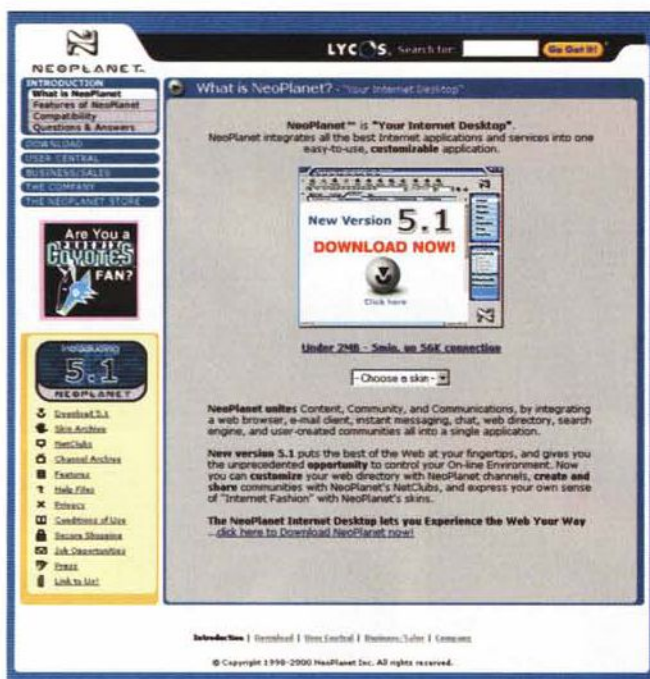 NEOPLANET™
LYCOS. Search for: Go Get It!
INTRODUCTION
What is NeoPlanet
Features of NeoPlanet
Compatibility
Questions & Answers
DOWNLOAD
USER CENTRAL
BUSINESS/SALES
THE COMPANY
THE NEOPLANET STORE
Are You a
COYOTES
FAN?
Introducing
5.1
NEOPLANET
Download 5.1
Skin Archive
NetClubs
Channel Archive
Features
Help Files
Privacy
Conditions of Use
Secure Shopping
Job Opportunities
Press
Link to Us!
What is NeoPlanet? - "Your Internet Desktop"
NeoPlanet™ is "Your Internet Desktop".
NeoPlanet integrates all the best Internet applications and services into one
easy-to-use, customizable application.
New Version 5.1
DOWNLOAD NOW!
Click here
Under 2MB - 5min. on 56K connection
- Choose a skin -
NeoPlanet unites Content, Community, and Communications, by integrating
a web browser, e-mail client, instant messaging, chat, web directory, search
engine, and user-created communities all into a single application.
New version 5.1 puts the best of the Web at your fingertips, and gives you
the unprecedented opportunity to control your On-line Environment. Now
you can customize your web directory with NeoPlanet channels, create and
share communities with NeoPlanet's NetClubs, and express your own sense
of "Internet Fashion" with NeoPlanet's skins.
The NeoPlanet Internet Desktop lets you Experience the Web Your Way
...click here to Download NeoPlanet now!
Introduction | Download | User Central | Business/Sales | Company
© Copyright 1998-2000 NeoPlanet Inc. All rights reserved.